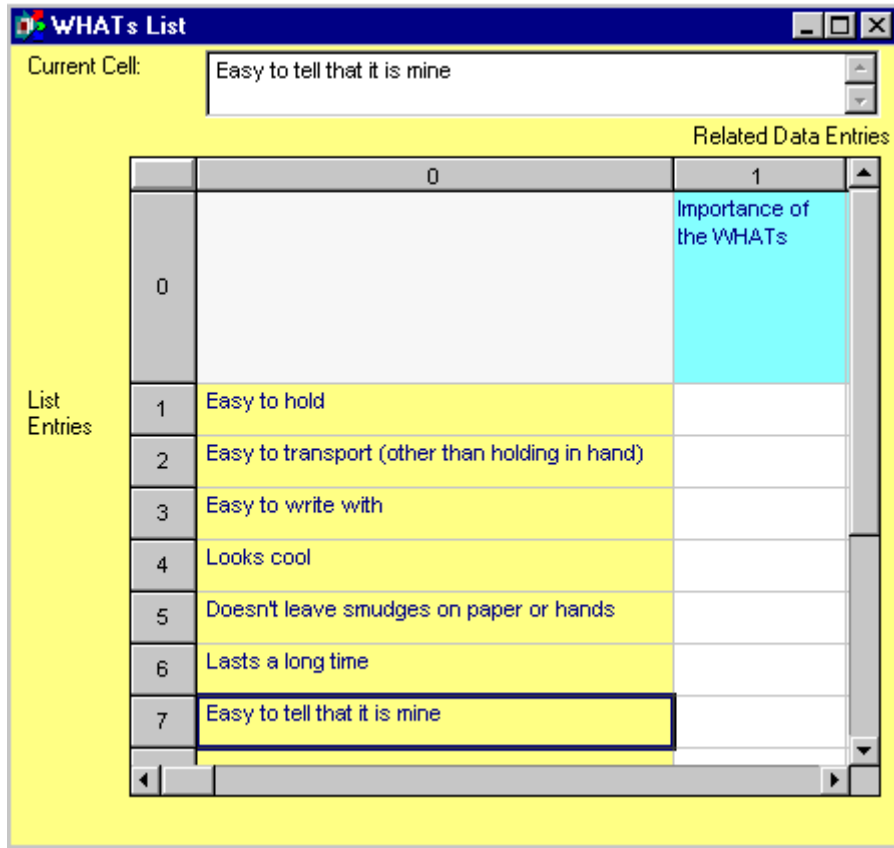 WHATs List
Current Cell:
Easy to tell that it is mine
Related Data Entries
0
1
0
Importance of
the WHATs
List
Entries
1
Easy to hold
2
Easy to transport (other than holding in hand)
3
Easy to write with
4
Looks cool
5
Doesn't leave smudges on paper or hands
6
Lasts a long time
7
Easy to tell that it is mine